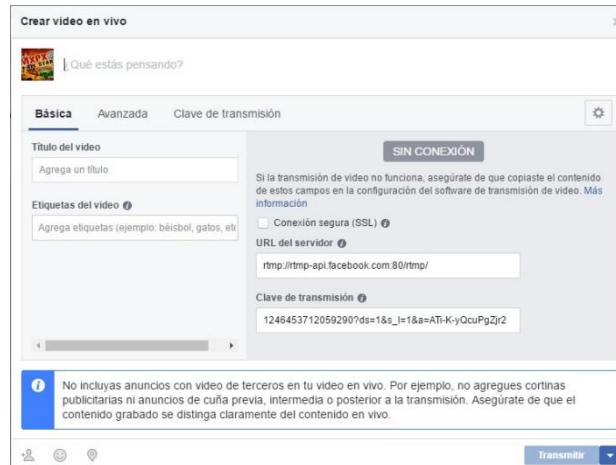 Crear video en vivo
MXPX
¿Qué estás pensando?
Básica Avanzada Clave de transmisión
Título del video
Agrega un título
Etiquetas del video
Agrega etiquetas (ejemplo: béisbol, gatos, etc
SIN CONEXIÓN
Si la transmisión de video no funciona, asegúrate de que copiaste el contenido
de estos campos en la configuración del software de transmisión de video. Más
información
Conexión segura (SSL)
URL del servidor
rtmp://rtmp-api.facebook.com:80/rtmp/
Clave de transmisión
1246453712059290?ds=1&s_l=1&a=ATi-K-yQcuPgZjr2
No incluyas anuncios con video de terceros en tu video en vivo. Por ejemplo, no agregues cortinas
publicitarias ni anuncios de cuña previa, intermedia o posterior a la transmisión. Asegúrate de que el
contenido grabado se distinga claramente del contenido en vivo.
Transmitir